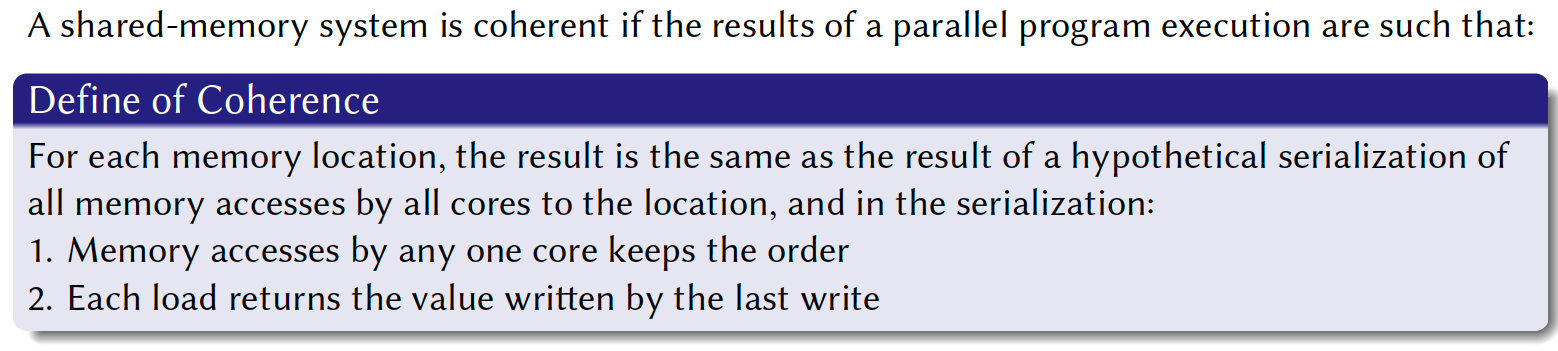 A shared-memory system is coherent if the results of a parallel program execution are such that:
Define of Coherence
For each memory location, the result is the same as the result of a hypothetical serialization of
all memory accesses by all cores to the location, and in the serialization:
1. Memory accesses by any one core keeps the order
2. Each load returns the value written by the last write